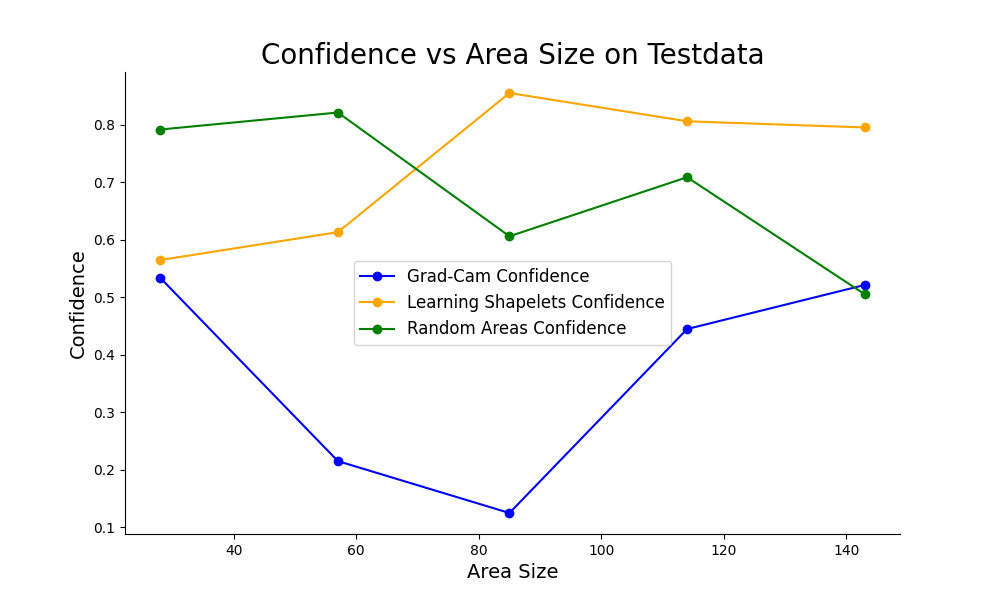 Confidence vs Area Size on Testdata
Confidence
0.8
0.7
0.6
0.5
0.4
0.3
0.2
0.1
Grad-Cam Confidence
Learning Shapelets Confidence
Random Areas Confidence
40 60 80 100 120 140
Area Size